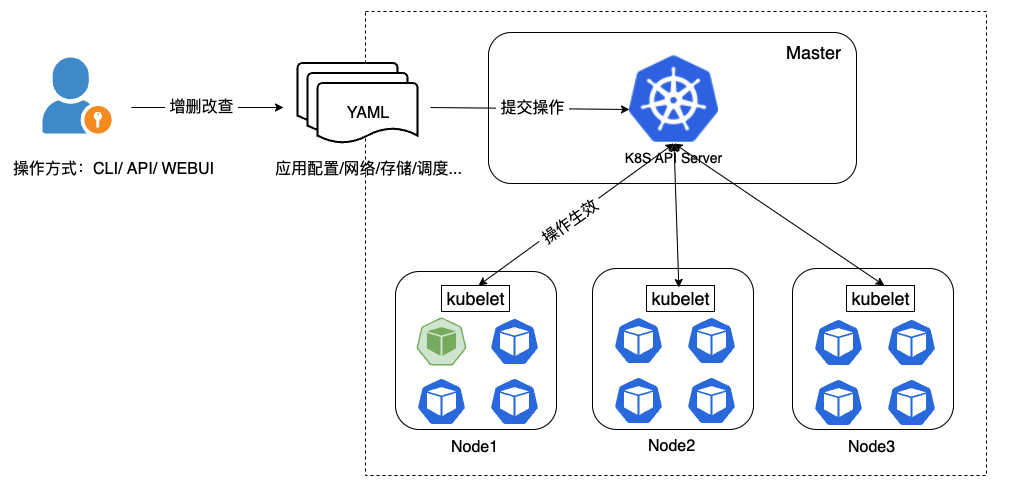 Master
增删改查
YAML
提交操作
K8S API Server
操作方式：CLI/ API/ WEBUI
应用配置/网络/存储/调度...
操作生效
kubelet
kubelet
kubelet
Node1
Node2
Node3